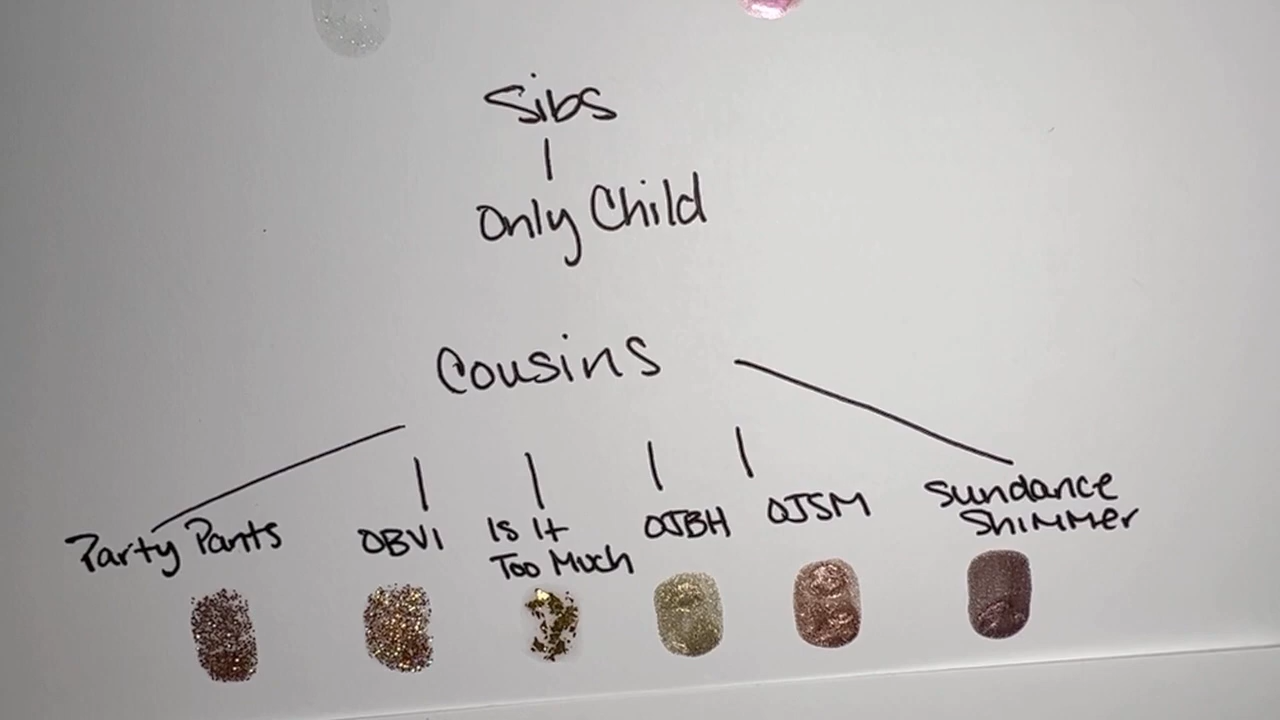 Sibs
Only Child
Cousins
Party Pants
OBVI
Is It
Too Much
OJBH
OJSM
Sundance
Shimmer